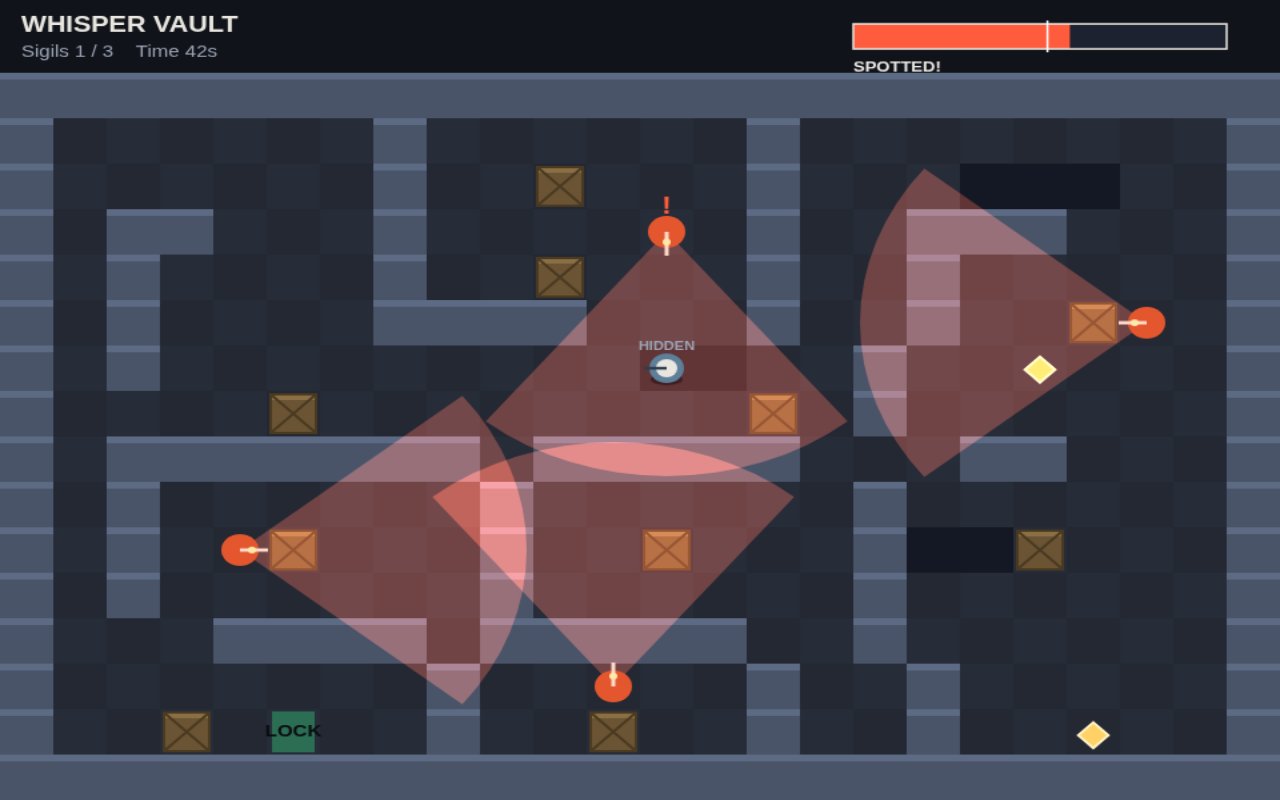 WHISPER VAULT
Sigils 1 / 3 Time 42s
SPOTTED!
!
HIDDEN
LOCK